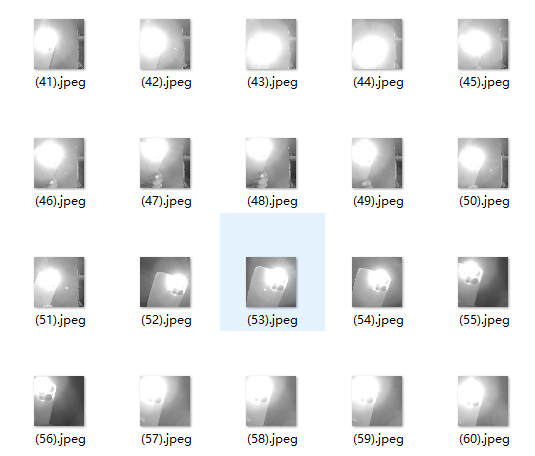 (41).jpeg (42).jpeg (43).jpeg (44).jpeg (45).jpeg
(46).jpeg (47).jpeg (48).jpeg (49).jpeg (50).jpeg
(51).jpeg (52).jpeg (53).jpeg (54).jpeg (55).jpeg
(56).jpeg (57).jpeg (58).jpeg (59).jpeg (60).jpeg